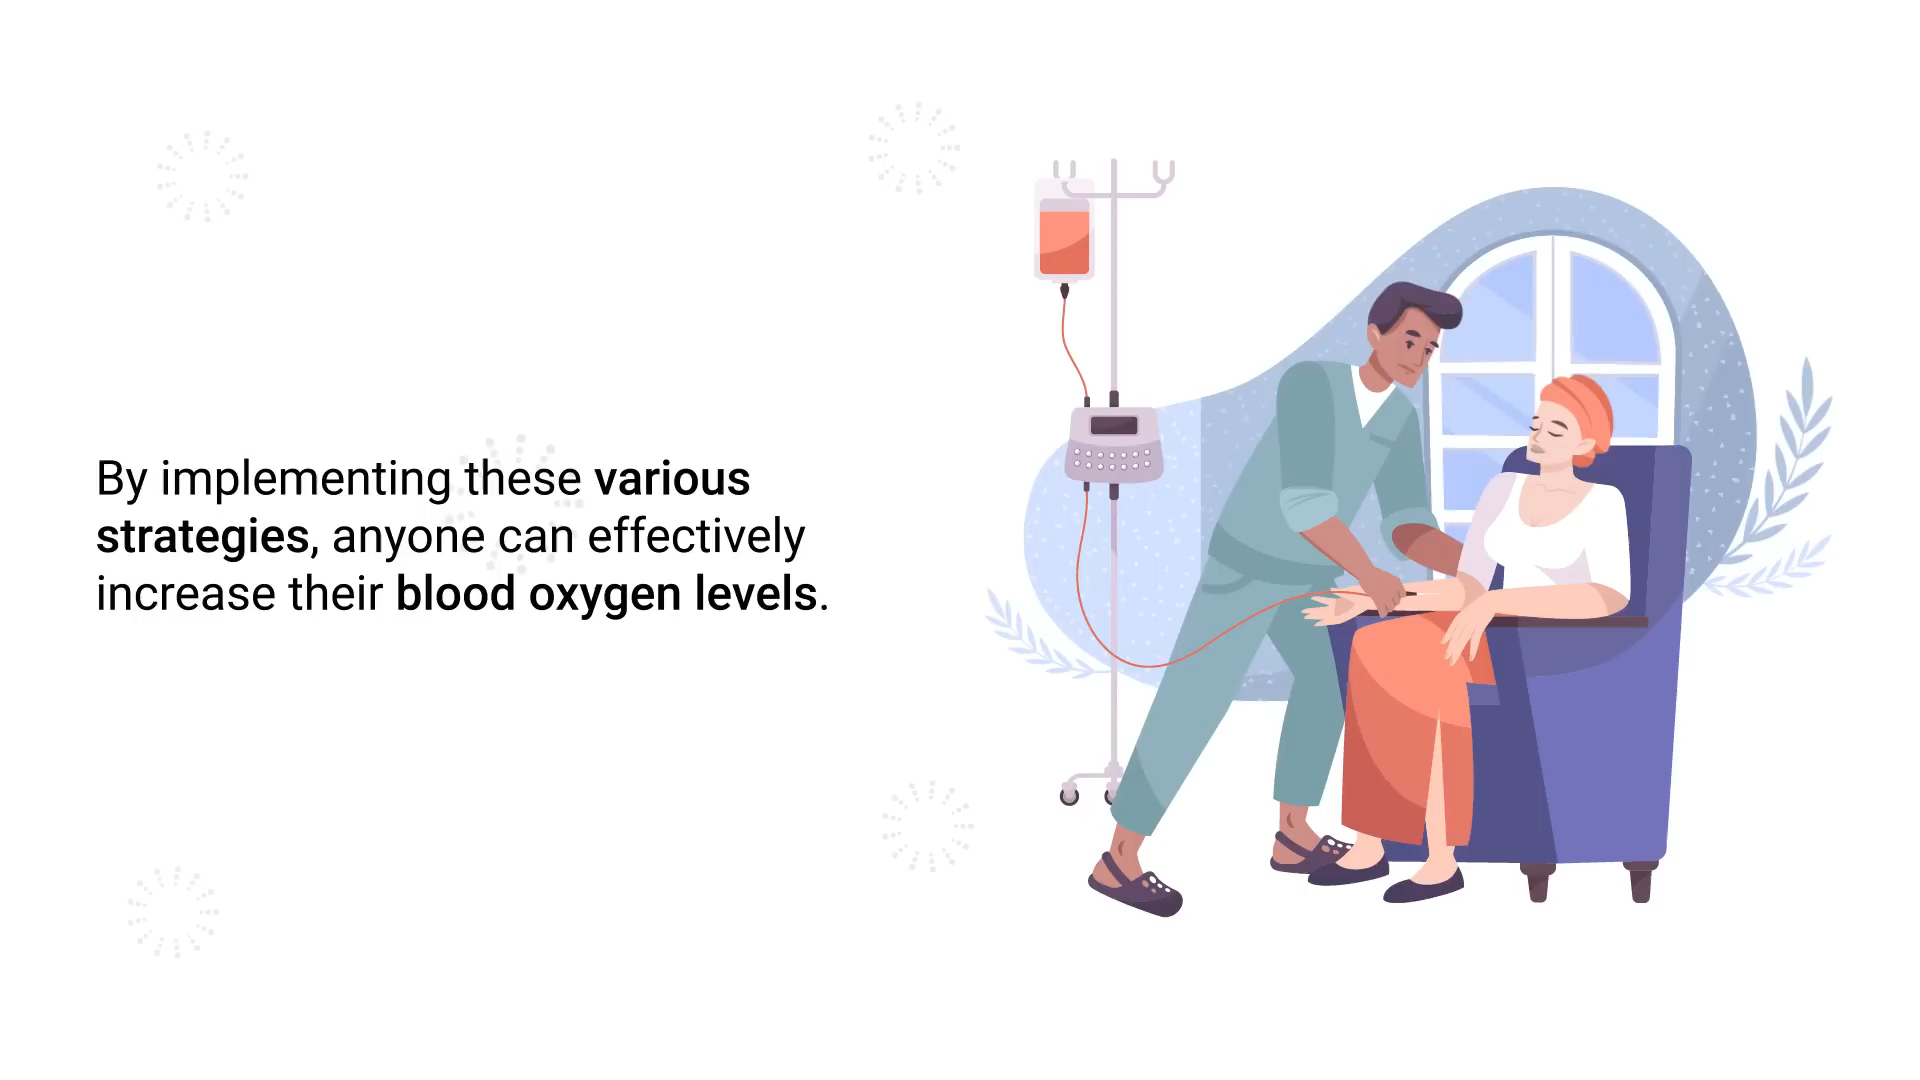 By implementing these various
strategies, anyone can effectively
increase their blood oxygen levels.